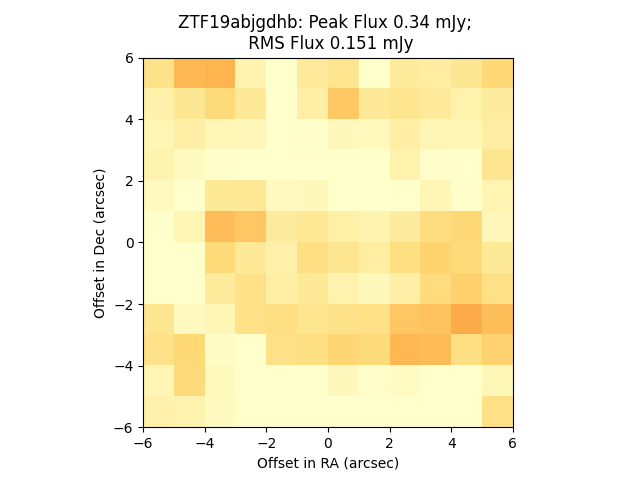 ZTF19abjgdhb: Peak Flux 0.34 mJy;
RMS Flux 0.151 mJy
6
4
2
0
−2
−4
−6
Offset in Dec (arcsec)
−6 −4 −2 0 2 4 6
Offset in RA (arcsec)